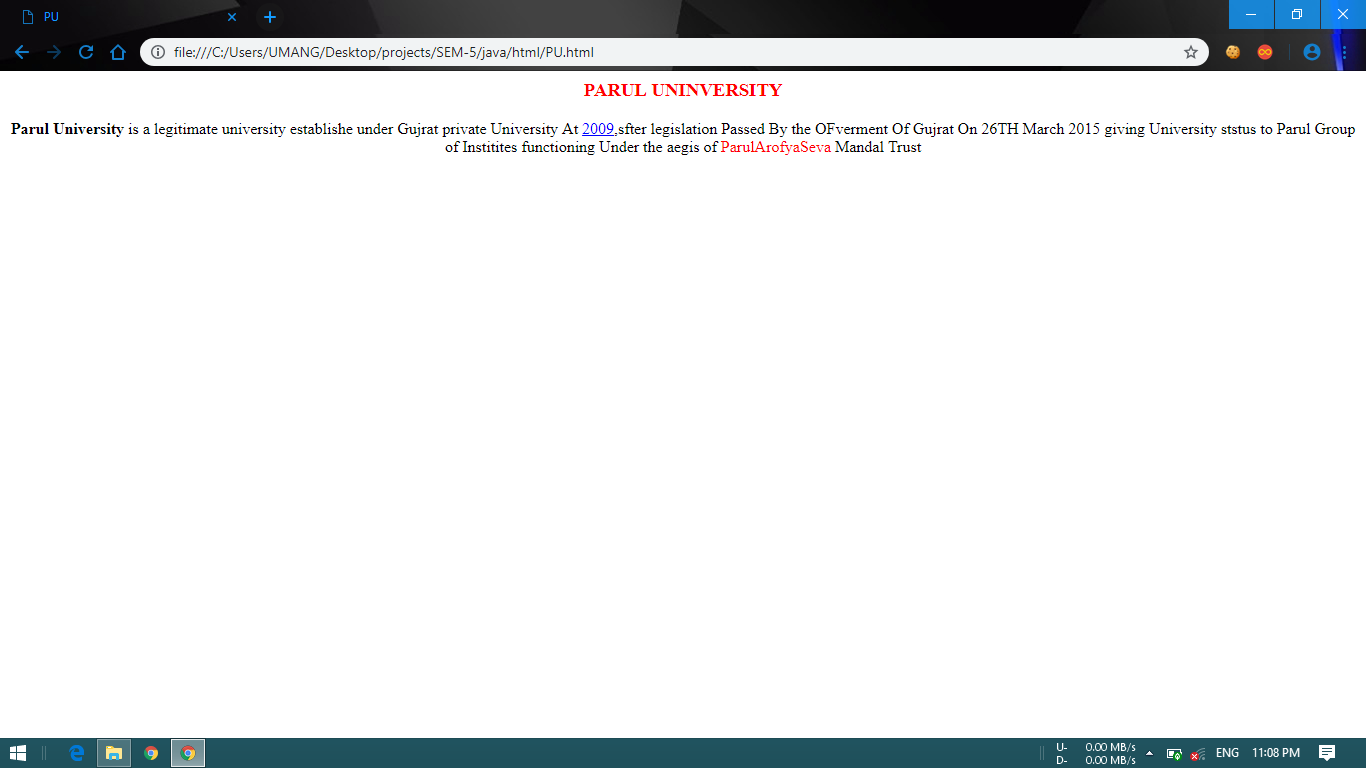 PU
file:///C:/Users/UMANG/Desktop/projects/SEM-5/java/html/PU.html
PARUL UNINVERSITY
Parul University is a legitimate university establishe under Gujrat private University At 2009,sfter legislation Passed By the OFverment Of Gujrat On 26TH March 2015 giving University ststus to Parul Group
of Institites functioning Under the aegis of ParulArofyaSeva Mandal Trust
U- 0.00 MB/s
D- 0.00 MB/s
ENG
11:08 PM